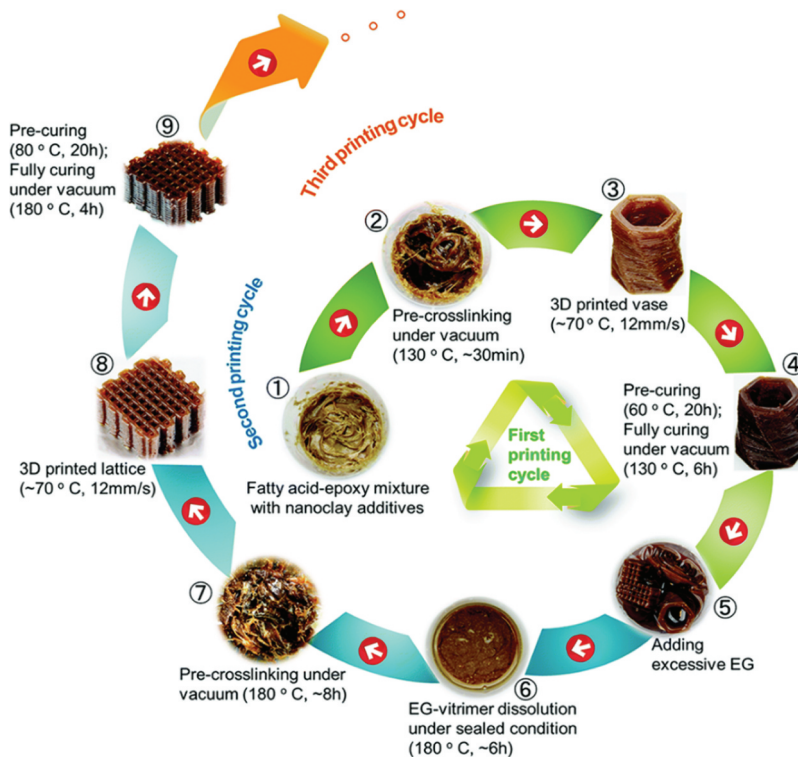 ①
Fatty acid-epoxy mixture
with nanoclay additives
②
Pre-crosslinking
under vacuum
(130 ° C, ~30min)
③
3D printed vase
(~70° C, 12mm/s)
④
Pre-curing
(60 ° C, 20h);
Fully curing
under vacuum
(130 ° C, 6h)
First
printing
cycle
⑤
Adding
excessive EG
⑥
EG-vitrimer dissolution
under sealed condition
(180 ° C, ~6h)
⑦
Pre-crosslinking under
vacuum (180 ° C, ~8h)
⑧
3D printed lattice
(~70 ° C, 12mm/s)
Second printing cycle
⑨
Pre-curing
(80 ° C, 20h);
Fully curing
under vacuum
(180 ° C, 4h)
Third printing cycle